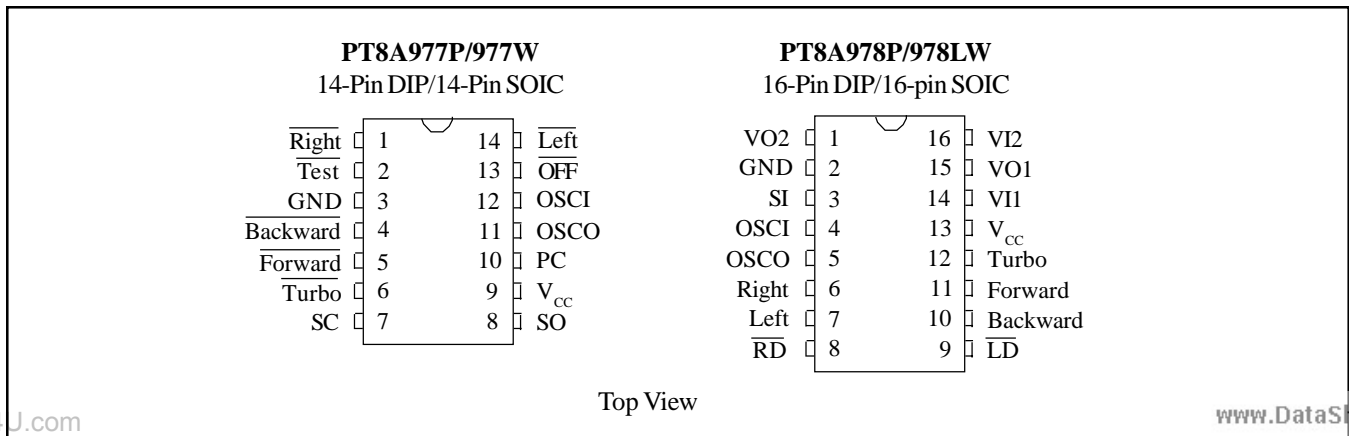 PT8A977P/977W
14-Pin DIP/14-Pin SOIC
Right 1 14 Left
Test 2 13 OFF
GND 3 12 OSCI
Backward 4 11 OSCO
Forward 5 10 PC
Turbo 6 9 VCC
SC 7 8 SO
PT8A978P/978LW
16-Pin DIP/16-pin SOIC
VO2 1 16 VI2
GND 2 15 VO1
SI 3 14 VI1
OSCI 4 13 VCC
OSCO 5 12 Turbo
Right 6 11 Forward
Left 7 10 Backward
RD 8 9 LD
Top View
U.com
www.DataS